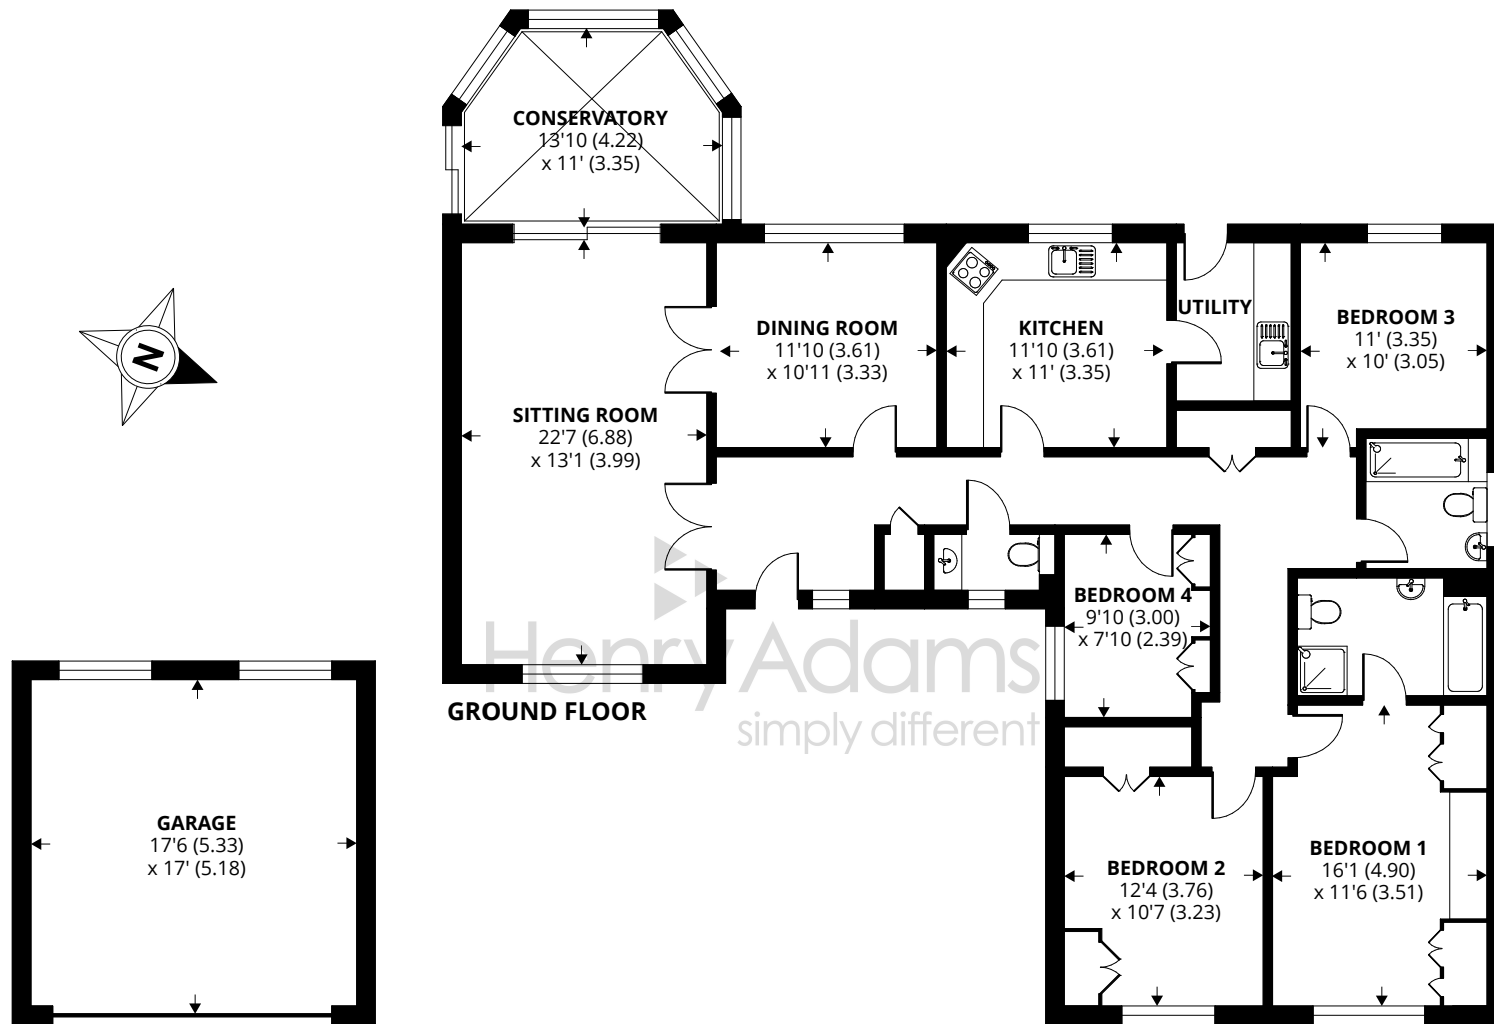 CONSERVATORY
13'10 (4.22)
x 11' (3.35)
DINING ROOM
11'10 (3.61)
x 10'11 (3.33)
KITCHEN
11'10 (3.61)
x 11' (3.35)
UTILITY
BEDROOM 3
11' (3.35)
x 10' (3.05)
N
SITTING ROOM
22'7 (6.88)
x 13'1 (3.99)
BEDROOM 4
9'10 (3.00)
x 7'10 (2.39)
Henry Adams
simply different
GROUND FLOOR
GARAGE
17'6 (5.33)
x 17' (5.18)
BEDROOM 2
12'4 (3.76)
x 10'7 (3.23)
BEDROOM 1
16'1 (4.90)
x 11'6 (3.51)